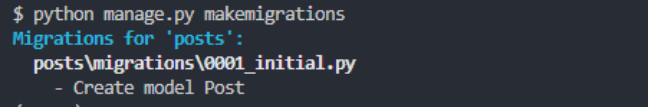 $ python manage.py makemigrations
Migrations for 'posts':
posts\migrations\0001_initial.py
- Create model Post